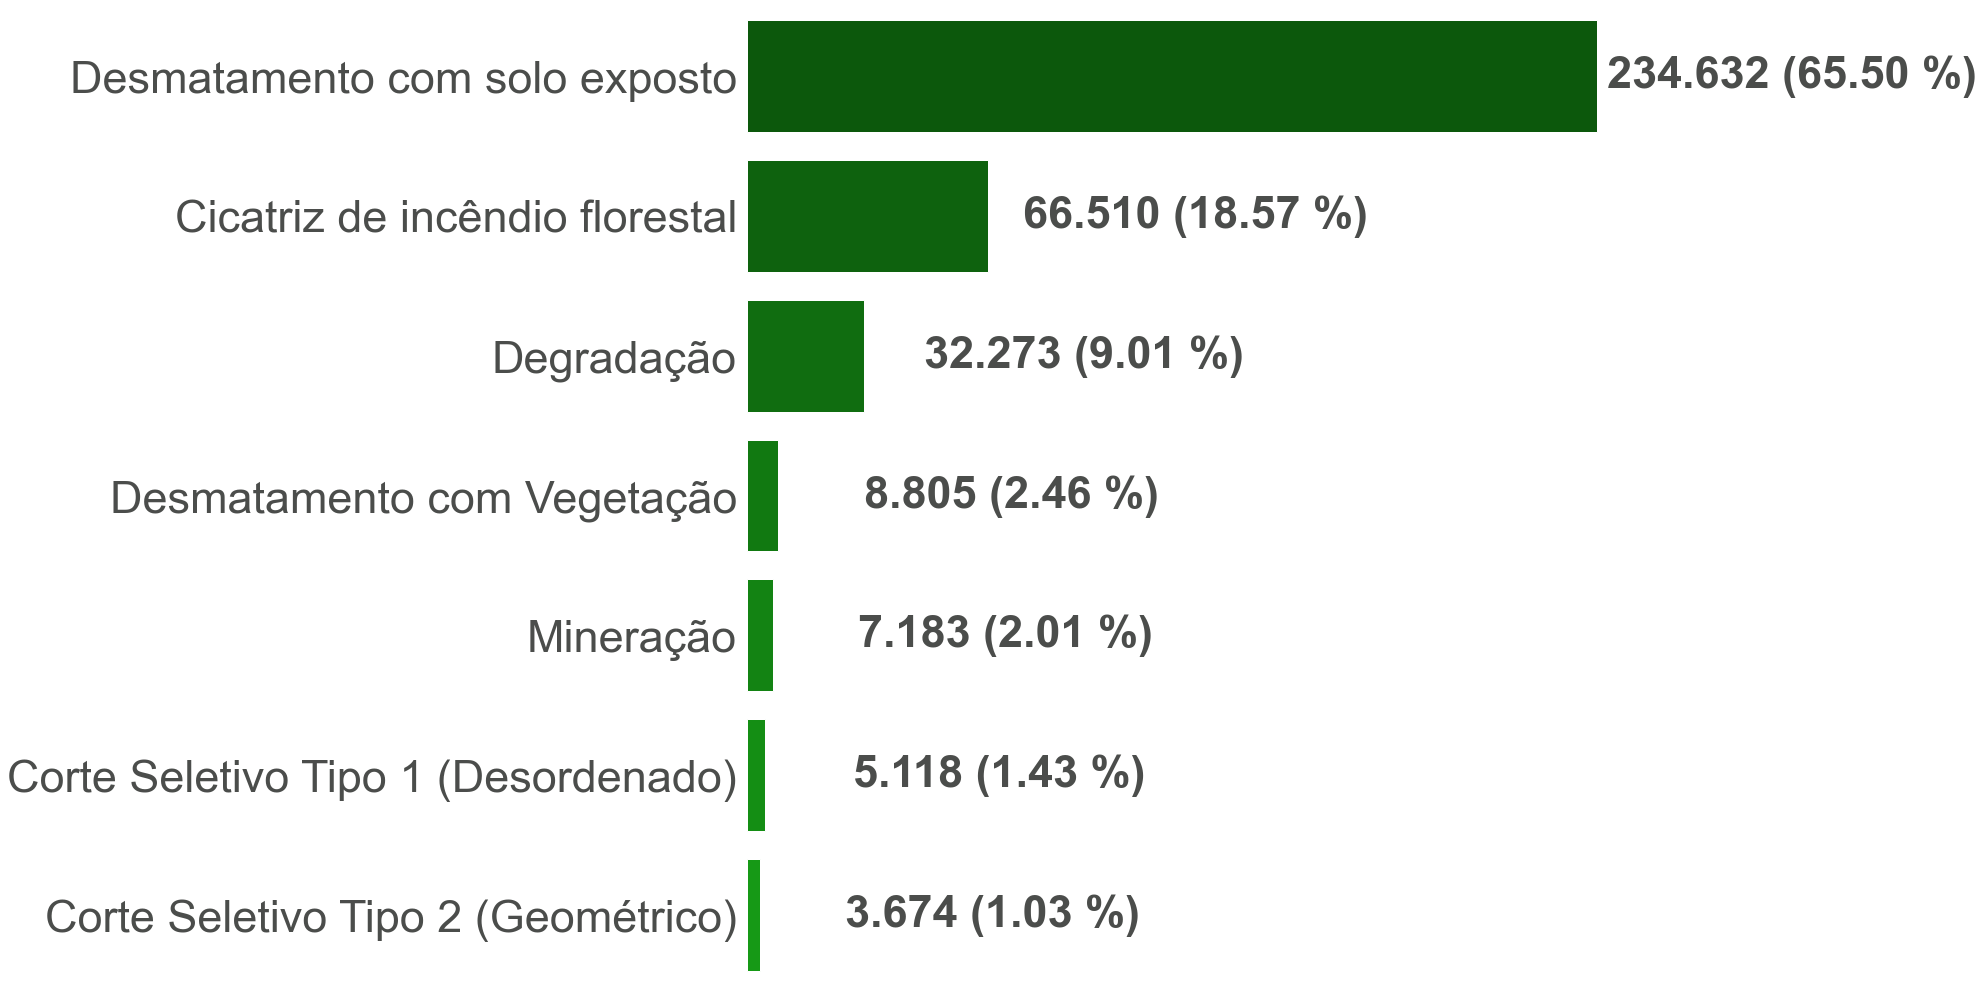 Desmatamento com solo exposto 234.632 (65.50 %)
Cicatriz de incêndio florestal 66.510 (18.57 %)
Degradação 32.273 (9.01 %)
Desmatamento com Vegetação 8.805 (2.46 %)
Mineração 7.183 (2.01 %)
Corte Seletivo Tipo 1 (Desordenado) 5.118 (1.43 %)
Corte Seletivo Tipo 2 (Geométrico) 3.674 (1.03 %)